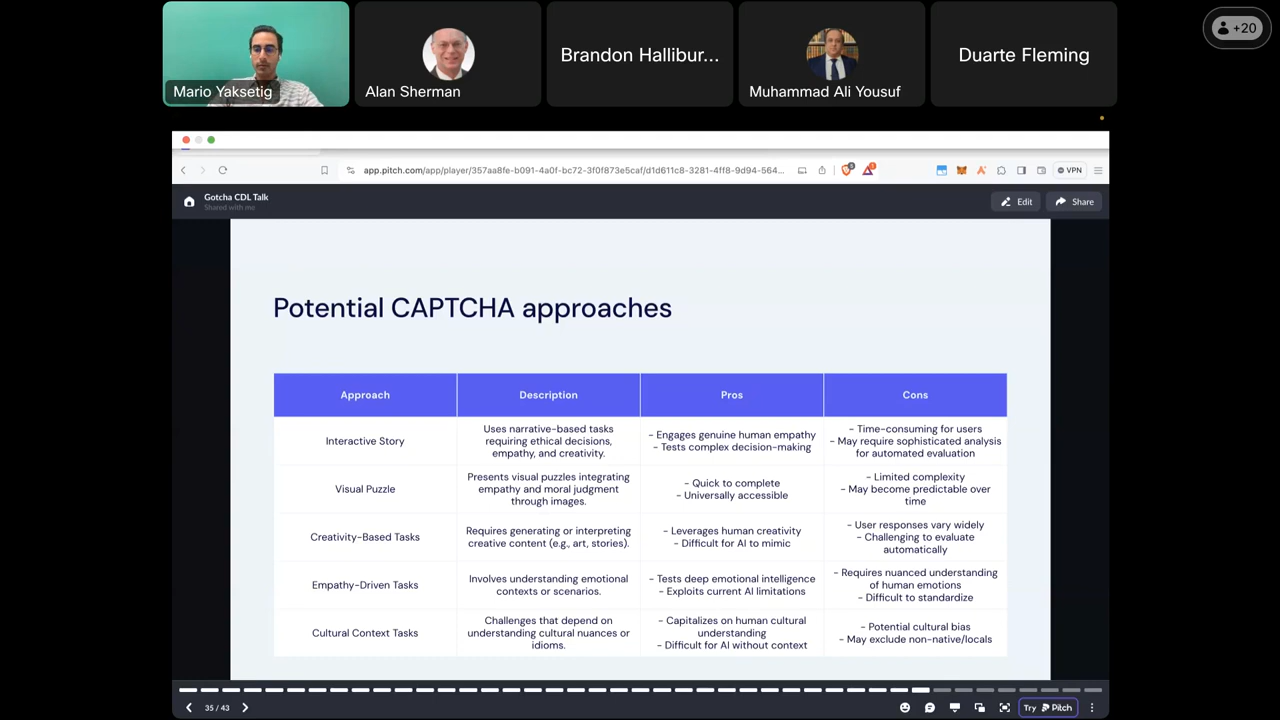 +20
Mario Yaksetig
Alan Sherman
Brandon Hallibur...
Muhammad Ali Yousuf
Duarte Fleming
app.pitch.com/app/player/357aa8fe-b091-4a0f-bc72-3f0f873e5caf/d1d611c8-3281-4ff8-9d94-564...
VPN
Gotcha CDL Talk
Shared with me
Edit
Share
Potential CAPTCHA approaches
Approach
Description
Pros
Cons
Interactive Story
Uses narrative-based tasks
requiring ethical decisions,
empathy, and creativity.
- Engages genuine human empathy
- Tests complex decision-making
- Time-consuming for users
- May require sophisticated analysis
for automated evaluation
Visual Puzzle
Presents visual puzzles integrating
empathy and moral judgment
through images.
- Quick to complete
- Universally accessible
- Limited complexity
- May become predictable over
time
Creativity-Based Tasks
Requires generating or interpreting
creative content (e.g., art, stories).
- Leverages human creativity
- Difficult for AI to mimic
- User responses vary widely
- Challenging to evaluate
automatically
Empathy-Driven Tasks
Involves understanding emotional
contexts or scenarios.
- Tests deep emotional intelligence
- Exploits current AI limitations
- Requires nuanced understanding
of human emotions
- Difficult to standardize
Cultural Context Tasks
Challenges that depend on
understanding cultural nuances or
idioms.
- Capitalizes on human cultural
understanding
- Difficult for AI without context
- Potential cultural bias
- May exclude non-native/locals
35 / 43
Try Pitch